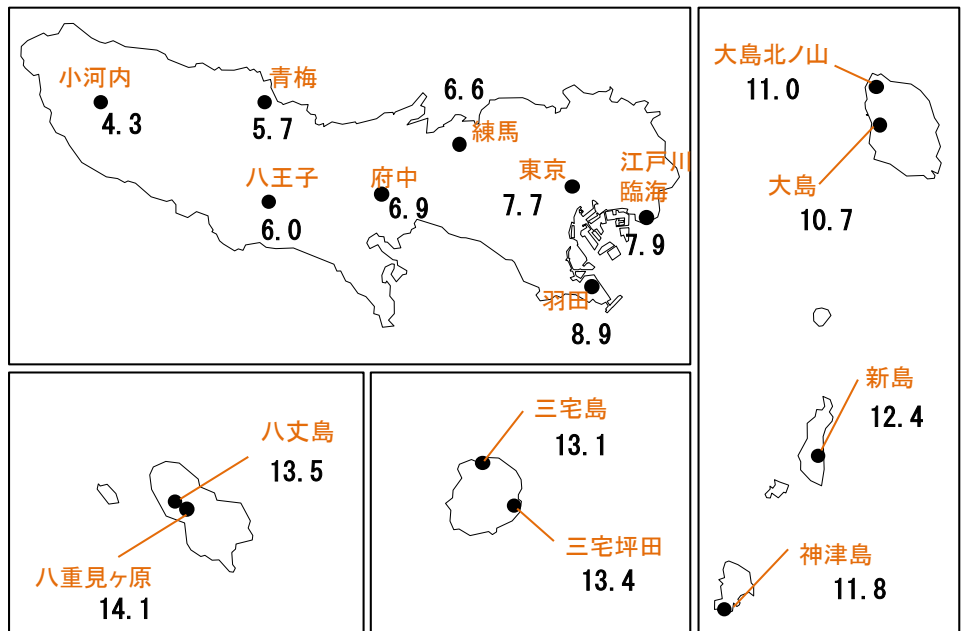 小河内
4.3
青梅
5.7
6.6
練馬
八王子
6.0
府中
6.9
東京
7.7
江戸川
臨海
7.9
羽田
8.9
大島北ノ山
11.0
大島
10.7
新島
12.4
神津島
11.8
八丈島
13.5
八重見ヶ原
14.1
三宅島
13.1
三宅坪田
13.4